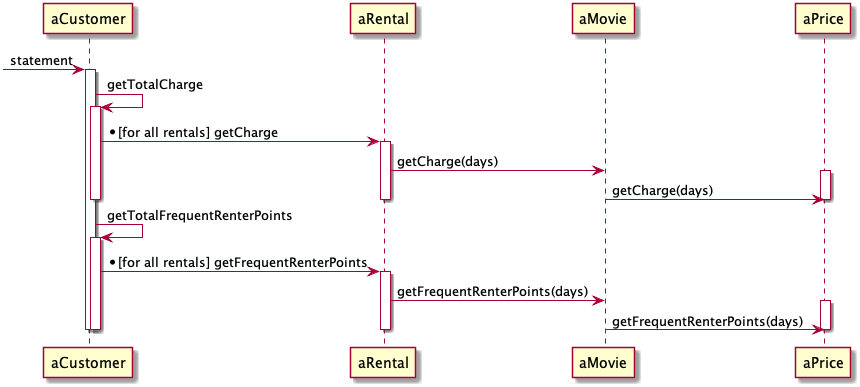 aCustomer aRental aMovie aPrice
statement
getTotalCharge
* [for all rentals] getCharge
getCharge(days)
getCharge(days)
getTotalFrequentRenterPoints
* [for all rentals] getFrequentRenterPoints
getFrequentRenterPoints(days)
getFrequentRenterPoints(days)
aCustomer aRental aMovie aPrice